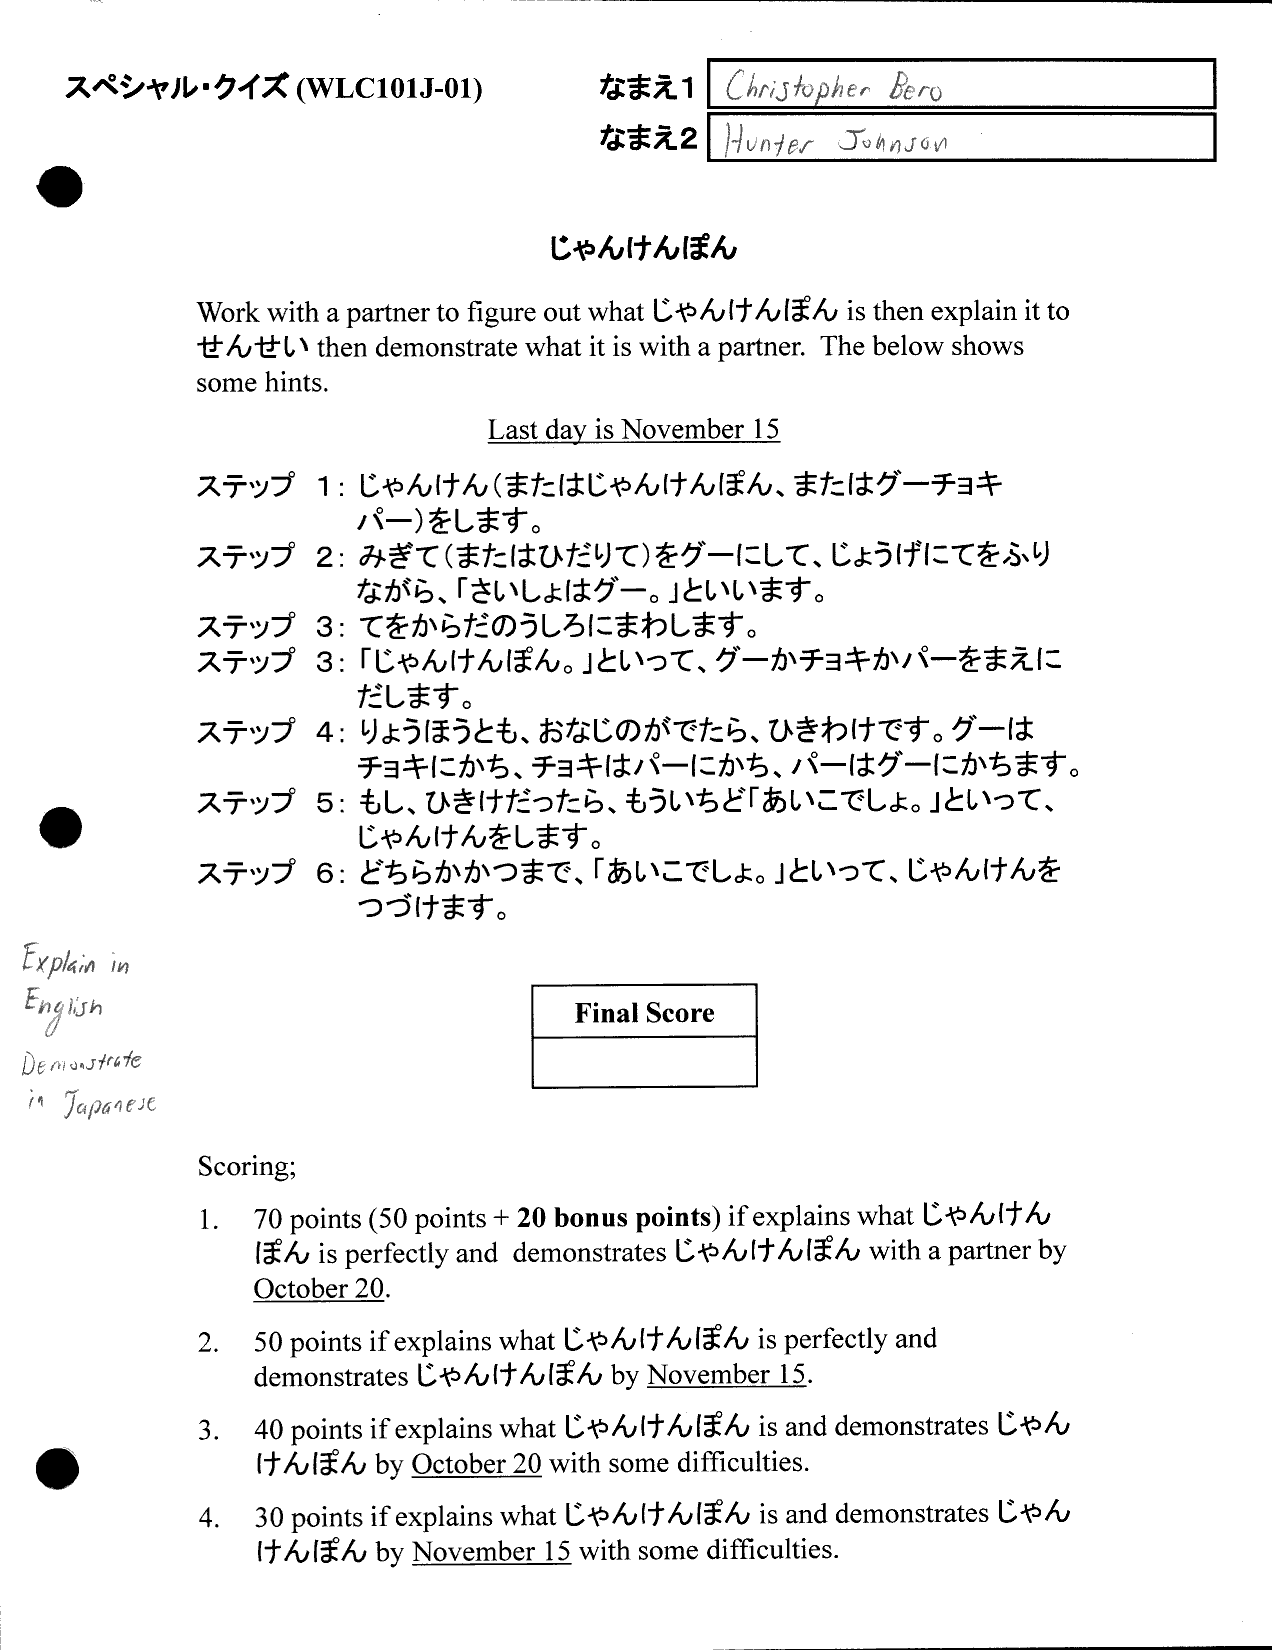 スペシャル・クイズ (WLC101J-01)
なまえ1 Christopher Bero
なまえ2 Hunter Johnson
じゃんけんぽん
Work with a partner to figure out what じゃんけんぽん is then explain it to
せんせい then demonstrate what it is with a partner. The below shows
some hints.
Last day is November 15
ステップ 1: じゃんけん(またはじゃんけんぽん、またはグーチョキ
パー)をします。
ステップ 2: みぎて(またはひだりて)をグーにして、じょうげにてをふり
ながら、「さいしょはグー。」といいます。
ステップ 3: てをからだのうしろにまわします。
ステップ 3: 「じゃんけんぽん。」といって、グーかチョキかパーをまえに
だします。
ステップ 4: りょうほうとも、おなじのがでたら、ひきわけです。グーは
チョキにかち、チョキはパーにかち、パーはグーにかちます。
ステップ 5: もし、ひきけだったら、もういちど「あいこでしょ。」といって、
じゃんけんをします。
ステップ 6: どちらかかつまで、「あいこでしょ。」といって、じゃんけんを
つづけます。
Explain in
English
Demonstrate
in Japanese
Final Score
Scoring;
1. 70 points (50 points + 20 bonus points) if explains what じゃんけん
ぽん is perfectly and demonstrates じゃんけんぽん with a partner by
October 20.
2. 50 points if explains what じゃんけんぽん is perfectly and
demonstrates じゃんけんぽん by November 15.
3. 40 points if explains what じゃんけんぽん is and demonstrates じゃん
けんぽん by October 20 with some difficulties.
4. 30 points if explains what じゃんけんぽん is and demonstrates じゃん
けんぽん by November 15 with some difficulties.